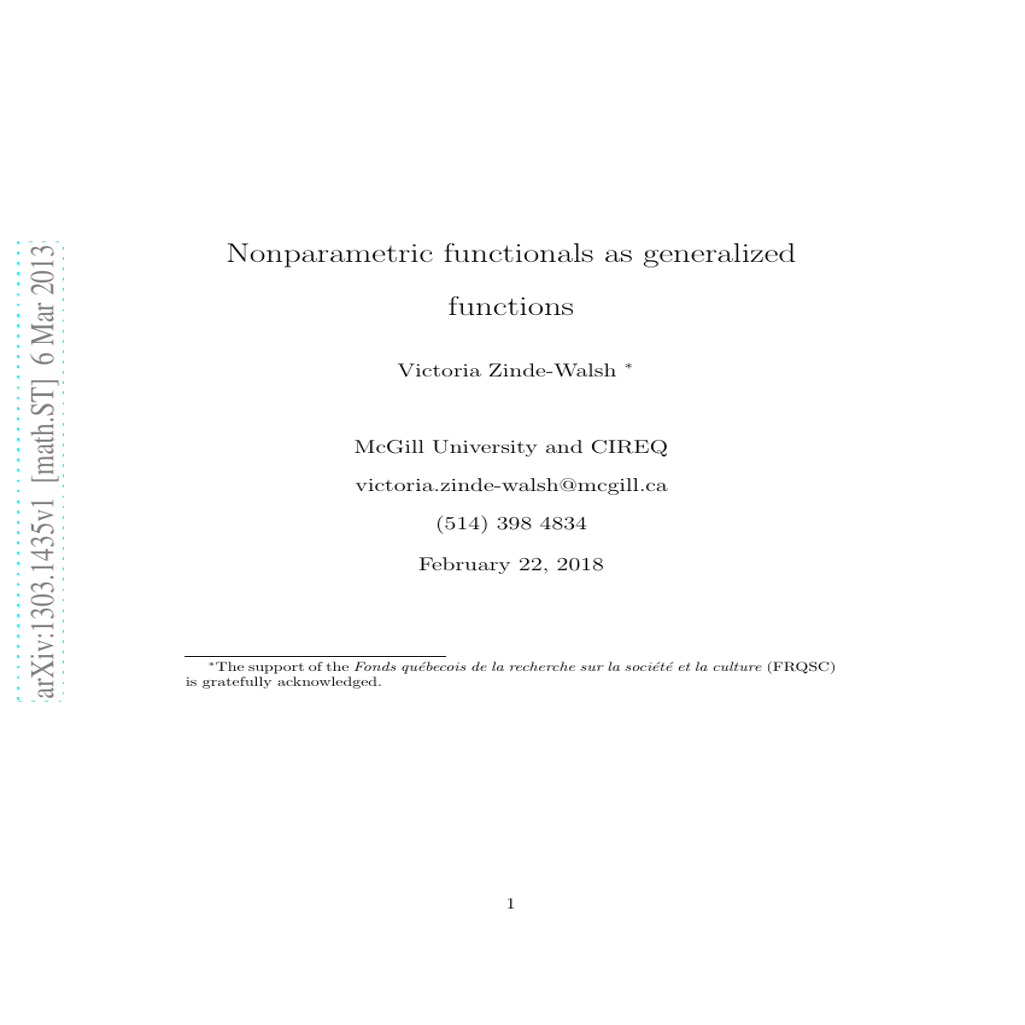 arXiv:1303.1435v1 [math.ST] 6 Mar 2013
Nonparametric functionals as generalized
functions
Victoria Zinde-Walsh *
McGill University and CIREQ
victoria.zinde-walsh@mcgill.ca
(514) 398 4834
February 22, 2018
*The support of the Fonds québecois de la recherche sur la société et la culture (FRQSC)
is gratefully acknowledged.
1